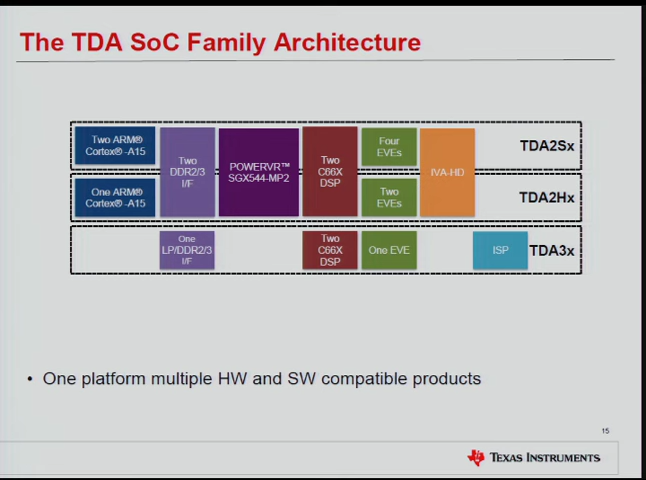 The TDA SoC Family Architecture
Two ARM®
Cortex® -A15
Two
DDR2/3
I/F
POWERVR™
SGX544-MP2
Two
C66X
DSP
Four
EVEs
IVA-HD
TDA2Sx
One ARM®
Cortex® -A15
Two
EVEs
TDA2Hx
One
LP/DDR2/3
I/F
Two
C66X
DSP
One EVE
ISP
TDA3x
• One platform multiple HW and SW compatible products
15
TEXAS INSTRUMENTS